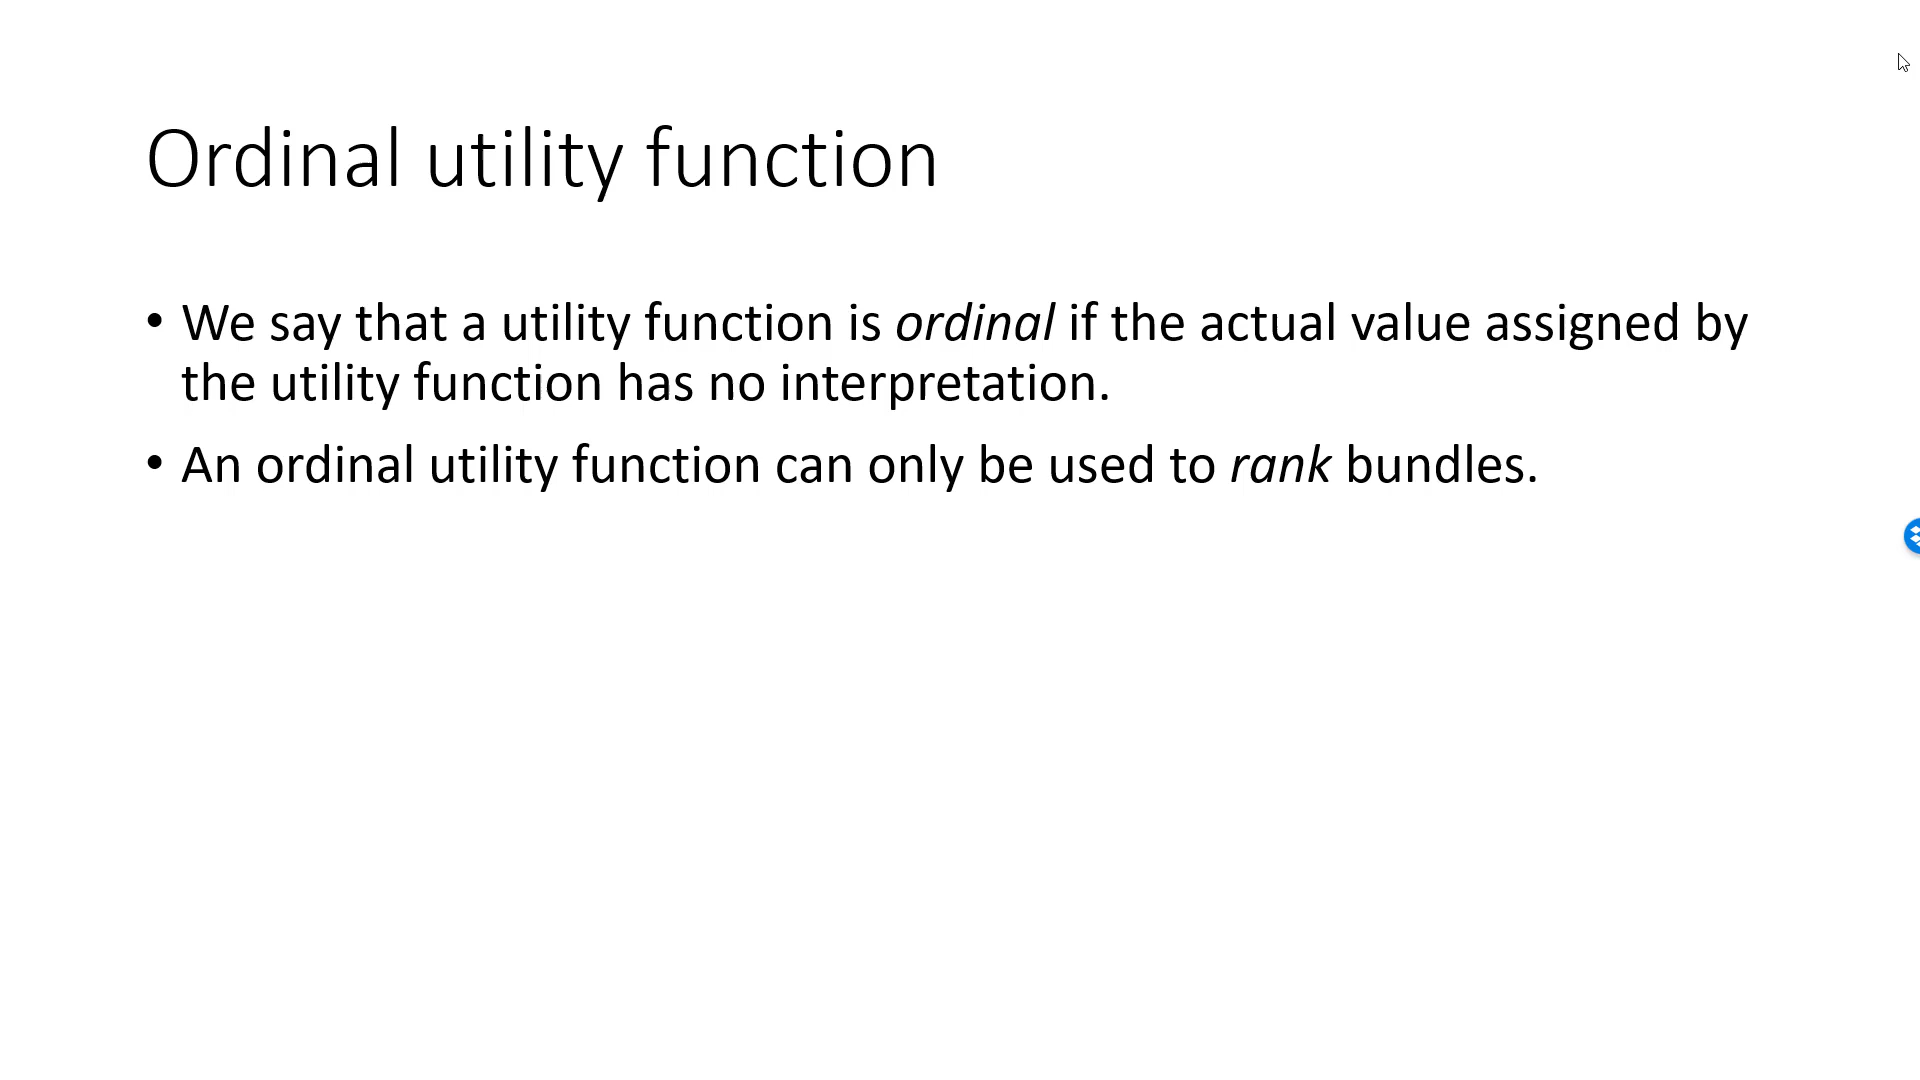 Ordinal utility function
• We say that a utility function is ordinal if the actual value assigned by
the utility function has no interpretation.
• An ordinal utility function can only be used to rank bundles.